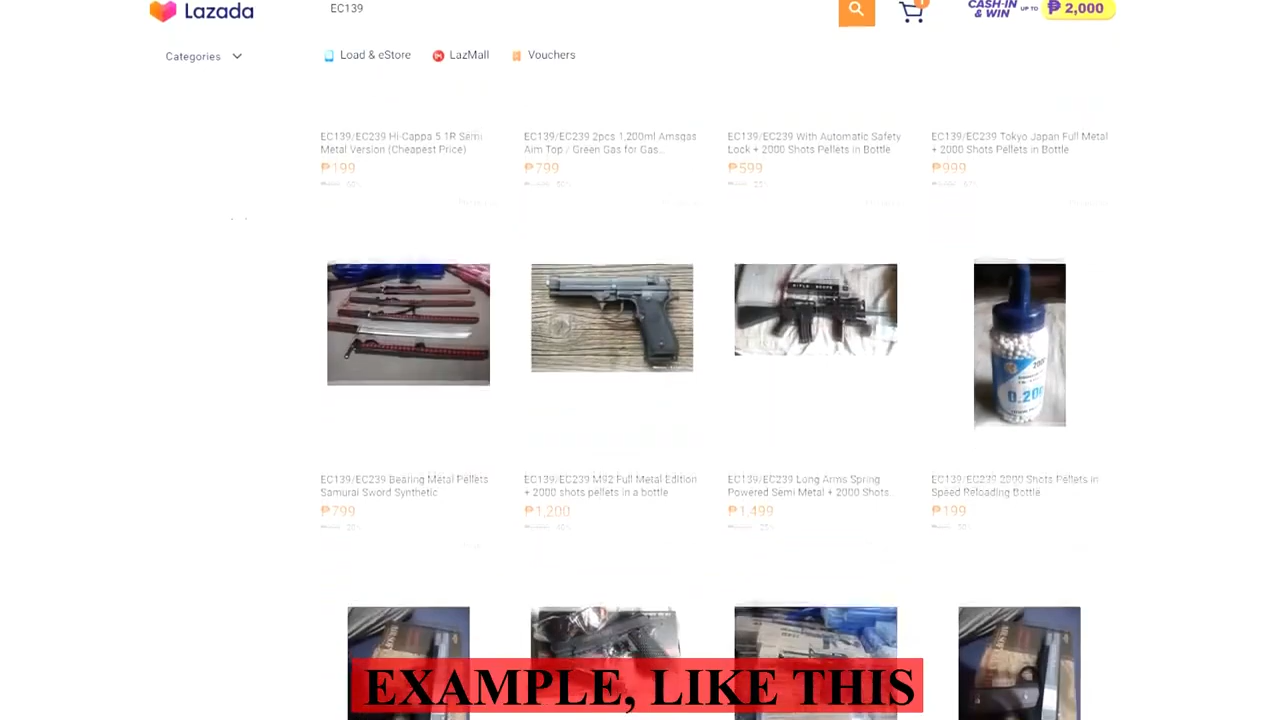 Lazada
EC139
CASH-IN
& WIN UP TO ₱ 2,000
Categories
Load & eStore
LazMall
Vouchers
EC139/EC239 Hi-Cappa 5.1R Semi
Metal Version (Cheapest Price)
₱199
EC139/EC239 2pcs 1,200ml Amsgas
Aim Top / Green Gas for Gas...
₱799
EC139/EC239 With Automatic Safety
Lock + 2000 Shots Pellets in Bottle
₱599
EC139/EC239 Tokyo Japan Full Metal
+ 2000 Shots Pellets in Bottle
₱999
EC139/EC239 Bearing Metal Pellets
Samurai Sword Synthetic
₱799
EC139/EC239 M92 Full Metal Edition
+ 2000 shots pellets in a bottle
₱1,200
RIFLE SCOPE
EC139/EC239 Long Arms Spring
Powered Semi Metal + 2000 Shots...
₱1,499
0.20g
EC139/EC239 2000 Shots Pellets in
Speed Reloading Bottle
₱199
EXAMPLE, LIKE THIS